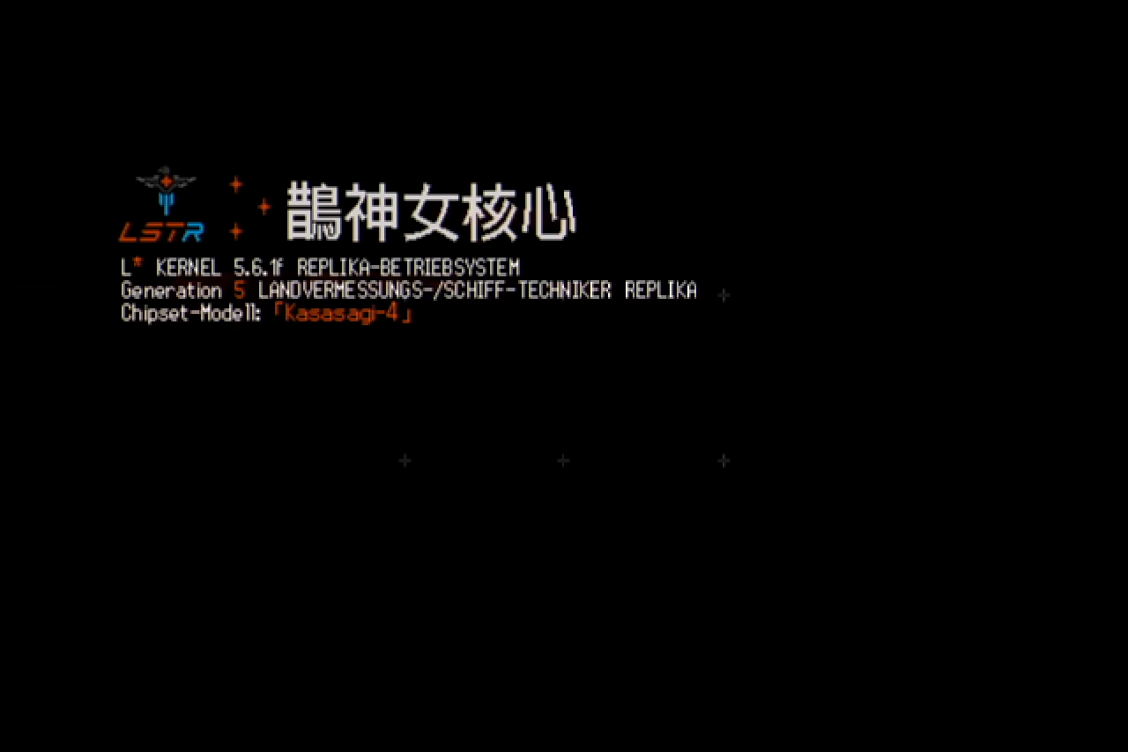 LSTR
鵲神女核心
L* KERNEL 5.6.1f REPLIKA-BETRIEBSYSTEM
Generation 5 LANDVERMESSUNGS-/SCHIFF-TECHNIKER REPLIKA
Chipset-Modell:「Kasasagi-4」